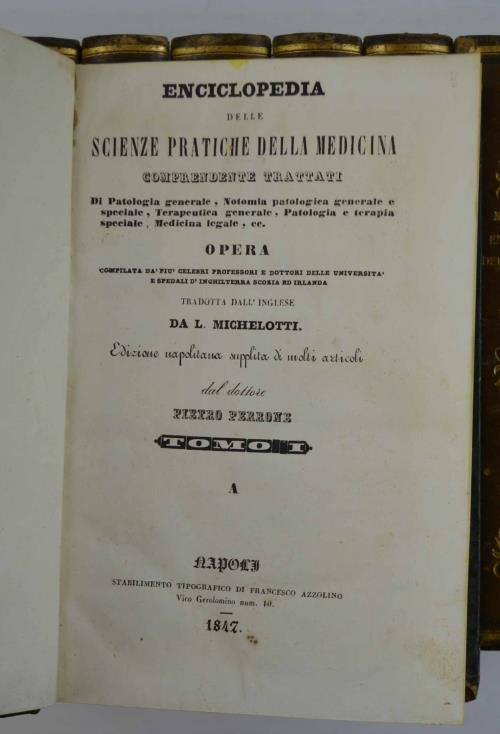 ENCICLOPEDIA
DELLE
SCIENZE PRATICHE DELLA MEDICINA
COMPRENDENTE TRATTATI
Di Patologia generale, Notomia patologica generale e
speciale, Terapeutica generale, Patologia e terapia
speciale, Medicina legale, ec.
OPERA
COMPILATA DA' PIU' CELEBRI PROFESSORI E DOTTORI DELLE UNIVERSITA'
E SPEDALI D'INGHILTERRA SCOZIA ED IRLANDA
TRADOTTA DALL'INGLESE
DA L. MICHELOTTI.
Edizione napolitana supplita di molti articoli
dal dottore
PIETRO PERRONE
TOMO I
A
NAPOLI
STABILIMENTO TIPOGRAFICO DI FRANCESCO AZZOLINO
Vico Gerolomino num. 10.
1847.